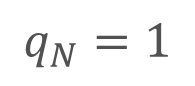 q_N = 1